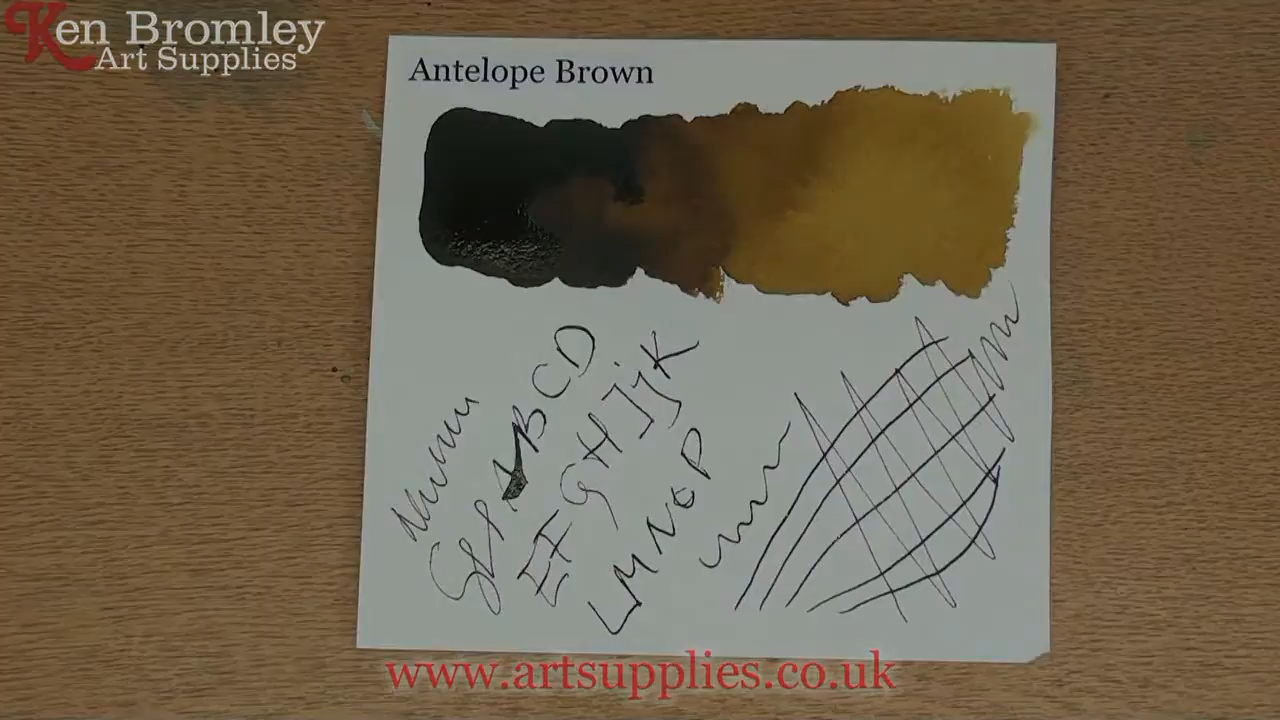 Ken Bromley
Art Supplies
Antelope Brown
ABCD
EFGHIjK
LMNOP
www.artsupplies.co.uk